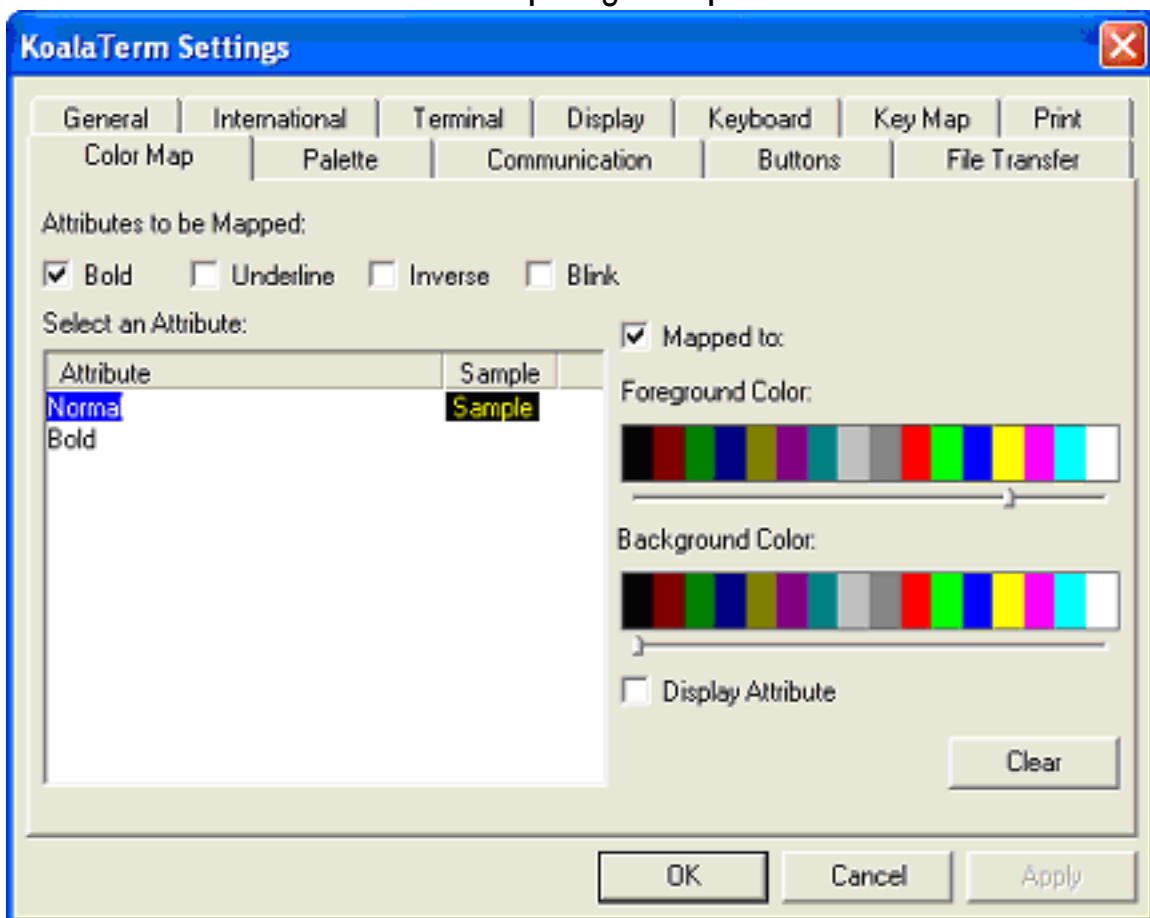 KoalaTerm Settings
General International Terminal Display Keyboard Key Map Print
Color Map Palette Communication Buttons File Transfer
Attributes to be Mapped:
Bold Underline Inverse Blink
Select an Attribute:
Attribute Sample
Normal Sample
Bold
Mapped to:
Foreground Color:
Background Color:
Display Attribute
Clear
OK Cancel Apply